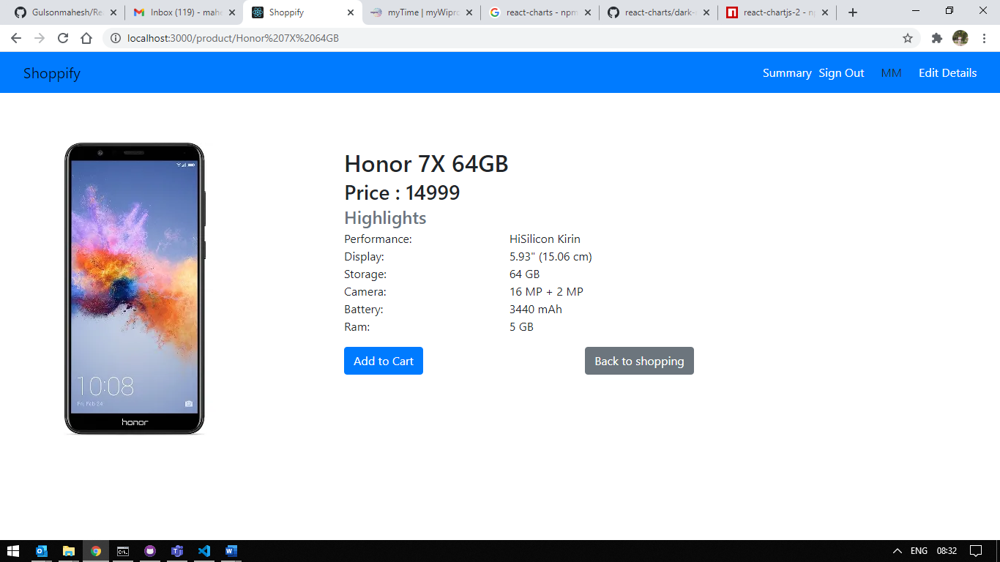 Gulsonmahesh/Re
Inbox (119) - mahe
Shoppify
myTime | myWipro
react-charts - npm
react-charts/dark-
react-chartjs-2 - np
localhost:3000/product/Honor%207X%2064GB
Shoppify
Summary Sign Out MM Edit Details
Honor 7X 64GB
Price : 14999
Highlights
Performance: HiSilicon Kirin
Display: 5.93" (15.06 cm)
Storage: 64 GB
Camera: 16 MP + 2 MP
Battery: 3440 mAh
Ram: 5 GB
Add to Cart Back to shopping
10:08
Fri, Feb 24
honor
ENG 08:32